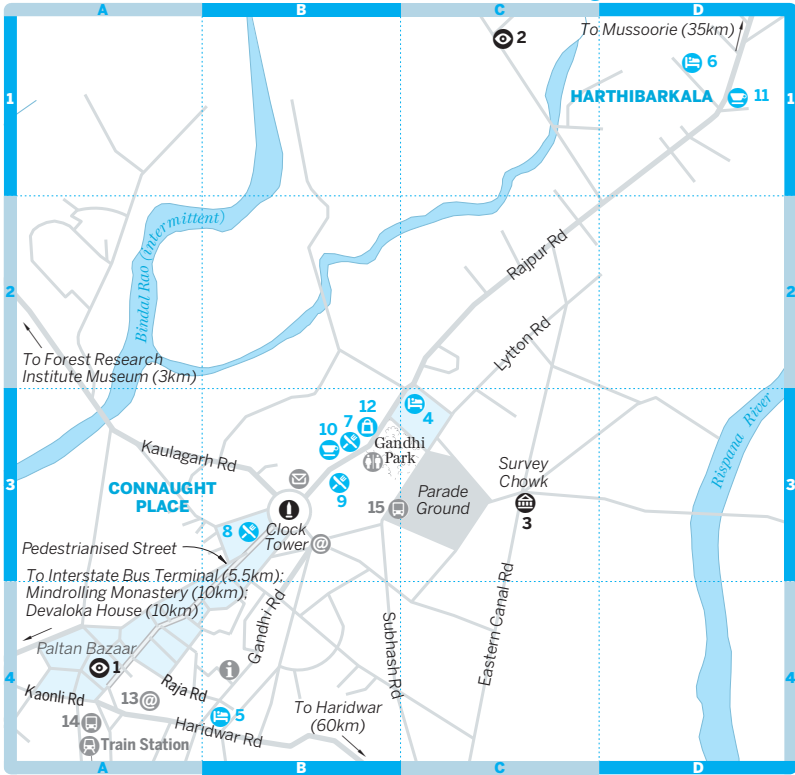 A B C D
2
To Mussoorie (35km)
6
HARTHIBARKALA
11
1 1
Bindal Rao (intermittent)
Rajpur Rd
2 2
Lytton Rd
To Forest Research
Institute Museum (3km)
Rispana River
12
4
7
10
Gandhi
Park
Kaulagarh Rd
Survey
Chowk
3 3
CONNAUGHT
PLACE
9
15
Parade
Ground
3
8
Clock
Tower
@
Pedestrianised Street
To Interstate Bus Terminal (5.5km);
Mindrolling Monastery (10km);
Devaloka House (10km)
Gandhi Rd
Subhash Rd
Eastern Canal Rd
Paltan Bazaar
1
i
4 4
Kaonli Rd
13 @
Raja Rd
5
To Haridwar
(60km)
14
Haridwar Rd
Train Station
A B C D